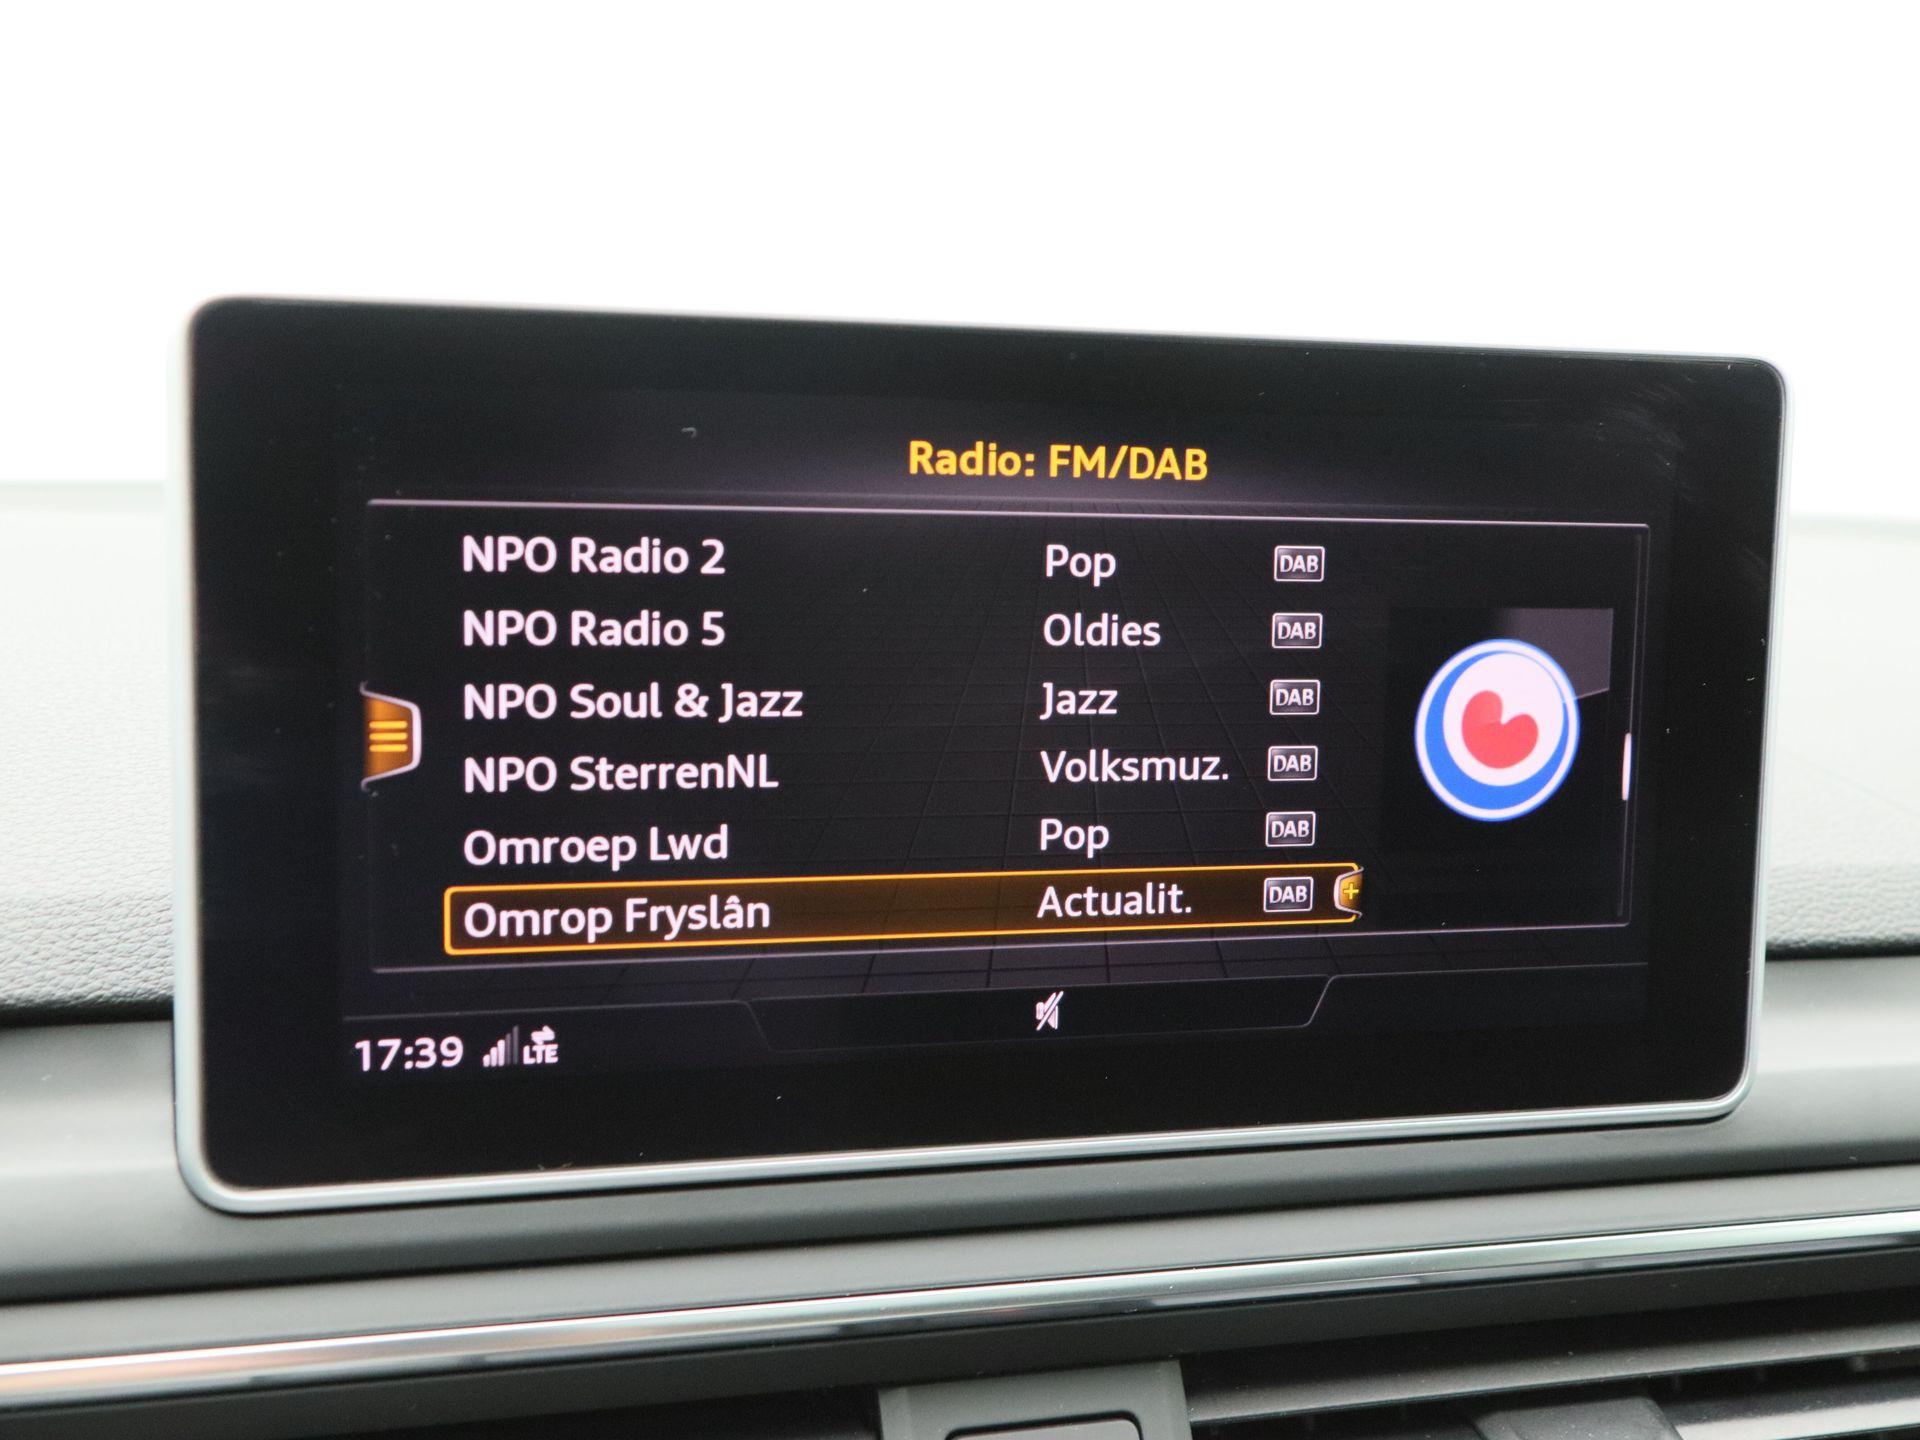 Radio: FM/DAB
NPO Radio 2 Pop DAB
NPO Radio 5 Oldies DAB
NPO Soul & Jazz Jazz DAB
NPO SterrenNL Volksmuz. DAB
Omroep Lwd Pop DAB
Omrop Fryslân Actualit. DAB +
17:39 LTE